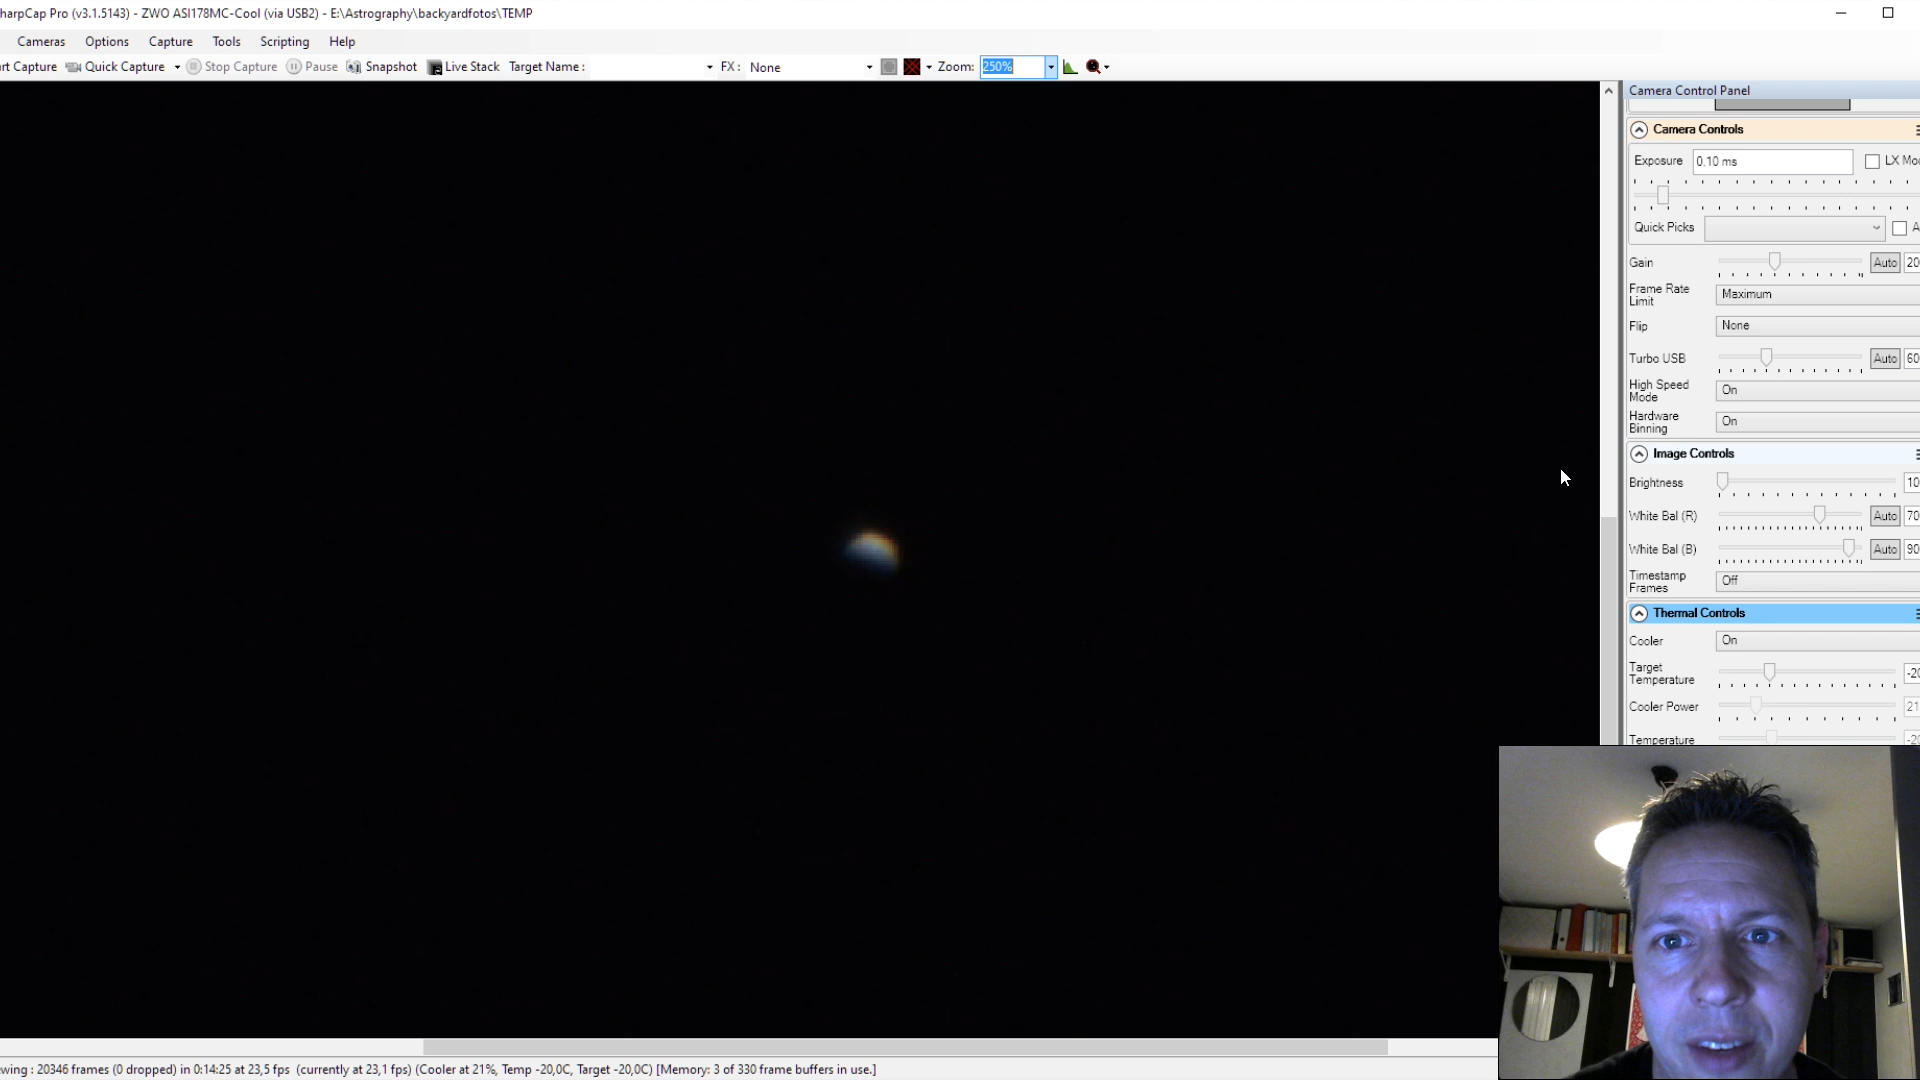 harpCap Pro (v3.1.5143) - ZWO ASI178MC-Cool (via USB2) - E:\Astrography\backyardfotos\TEMP
Cameras Options Capture Tools Scripting Help
rt Capture Quick Capture Stop Capture Pause Snapshot Live Stack Target Name : FX : None Zoom: 250%
Camera Control Panel
Camera Controls
Exposure 0,10 ms LX Mod
Quick Picks A
Gain Auto 20
Frame Rate Limit Maximum
Flip None
Turbo USB Auto 60
High Speed Mode On
Hardware Binning On
Image Controls
Brightness 10
White Bal (R) Auto 70
White Bal (B) Auto 90
Timestamp Frames Off
Thermal Controls
Cooler On
Target Temperature -20
Cooler Power 21
Temperature -20
ewing : 20346 frames (0 dropped) in 0:14:25 at 23,5 fps (currently at 23,1 fps) (Cooler at 21%, Temp -20,0C, Target -20,0C) [Memory: 3 of 330 frame buffers in use.]